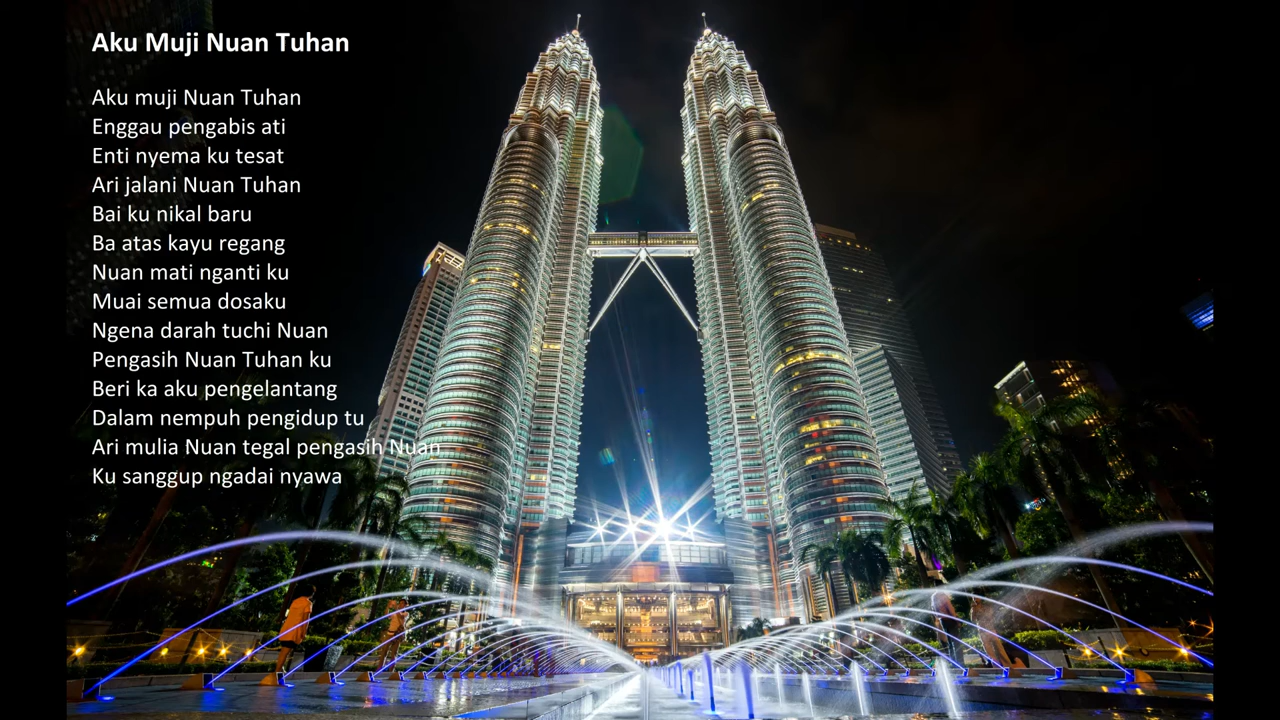 Aku Muji Nuan Tuhan
Aku muji Nuan Tuhan
Enggau pengabis ati
Enti nyema ku tesat
Ari jalani Nuan Tuhan
Bai ku nikal baru
Ba atas kayu regang
Nuan mati nganti ku
Muai semua dosaku
Ngena darah tuchi Nuan
Pengasih Nuan Tuhan ku
Beri ka aku pengelantang
Dalam nempuh pengidup tu
Ari mulia Nuan tegal pengasih Nuan
Ku sanggup ngadai nyawa